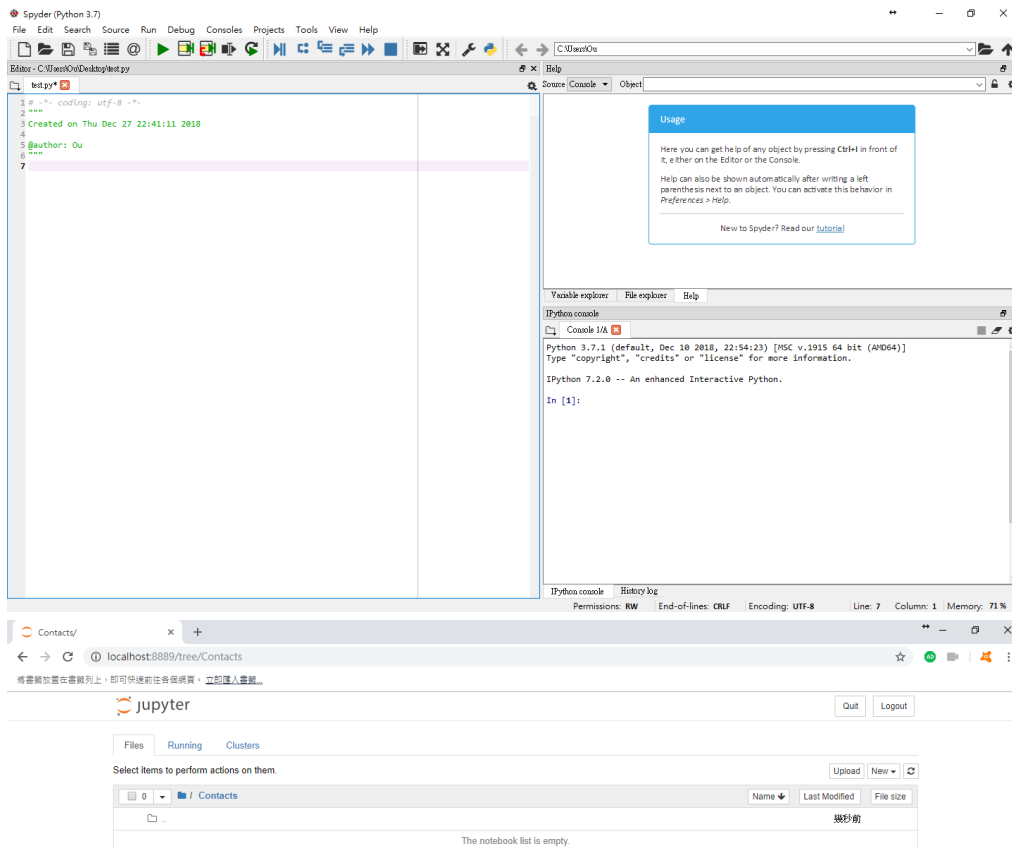 Spyder (Python 3.7)
File Edit Search Source Run Debug Consoles Projects Tools View Help
C:\Users\Ou
Editor - C:\Users\Ou\Desktop\test.py
test.py*
1 # -*- coding: utf-8 -*-
2 """
3 Created on Thu Dec 27 22:41:11 2018
4
5 @author: Ou
6 """
7
Help
Source Console Object
Usage
Here you can get help of any object by pressing Ctrl+I in front of
it, either on the Editor or the Console.
Help can also be shown automatically after writing a left
parenthesis next to an object. You can activate this behavior in
Preferences > Help.
New to Spyder? Read our tutorial
Variable explorer File explorer Help
IPython console
Console 1/A
Python 3.7.1 (default, Dec 10 2018, 22:54:23) [MSC v.1915 64 bit (AMD64)]
Type "copyright", "credits" or "license" for more information.
IPython 7.2.0 -- An enhanced Interactive Python.
In [1]:
IPython console History log
Permissions: RW End-of-lines: CRLF Encoding: UTF-8 Line: 7 Column: 1 Memory: 71 %
Contacts/
localhost:8889/tree/Contacts
將書籤放置在書籤列上，即可快速前往各個網頁。 立即匯入書籤...
jupyter
Quit Logout
Files Running Clusters
Select items to perform actions on them.
Upload New
0 / Contacts
Name Last Modified File size
..
幾秒前
The notebook list is empty.